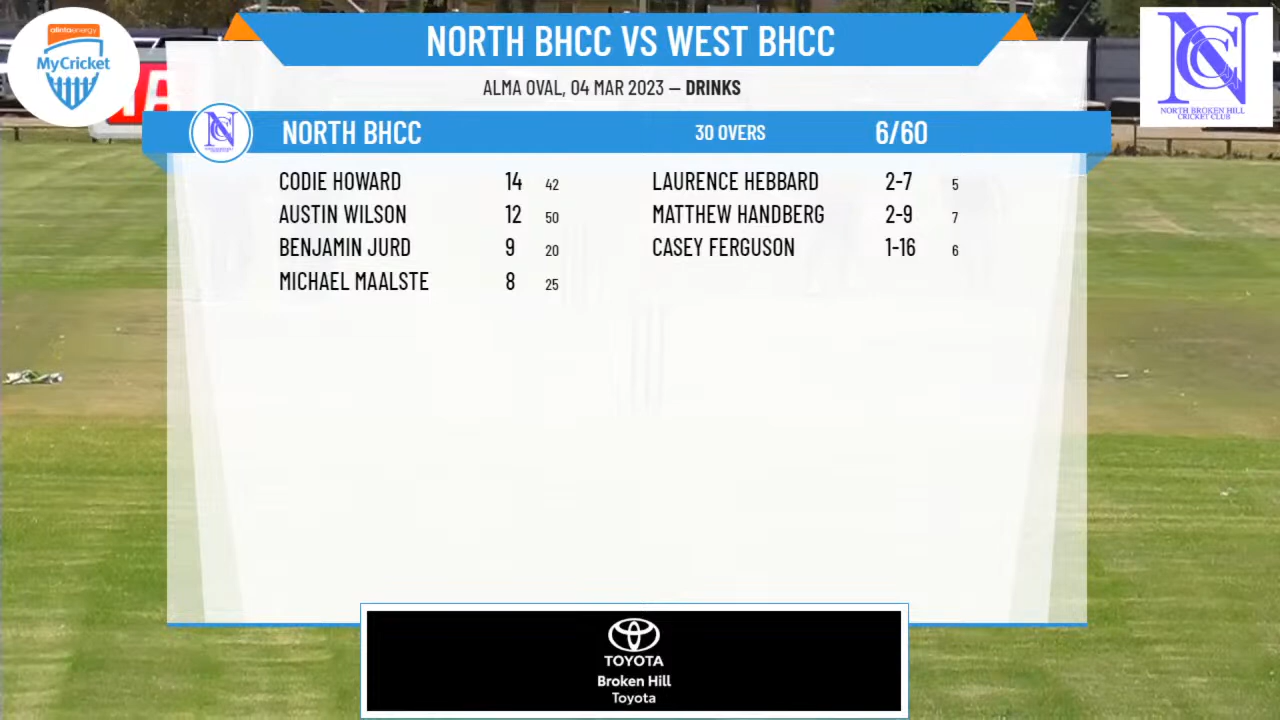 alintaenergy
MyCricket
NORTH BHCC VS WEST BHCC
NORTH BROKEN HILL
CRICKET CLUB
ALMA OVAL, 04 MAR 2023 – DRINKS
NORTH BHCC 30 OVERS 6/60
CODIE HOWARD 14 42 LAURENCE HEBBARD 2-7 5
AUSTIN WILSON 12 50 MATTHEW HANDBERG 2-9 7
BENJAMIN JURD 9 20 CASEY FERGUSON 1-16 6
MICHAEL MAALSTE 8 25
TOYOTA
Broken Hill
Toyota